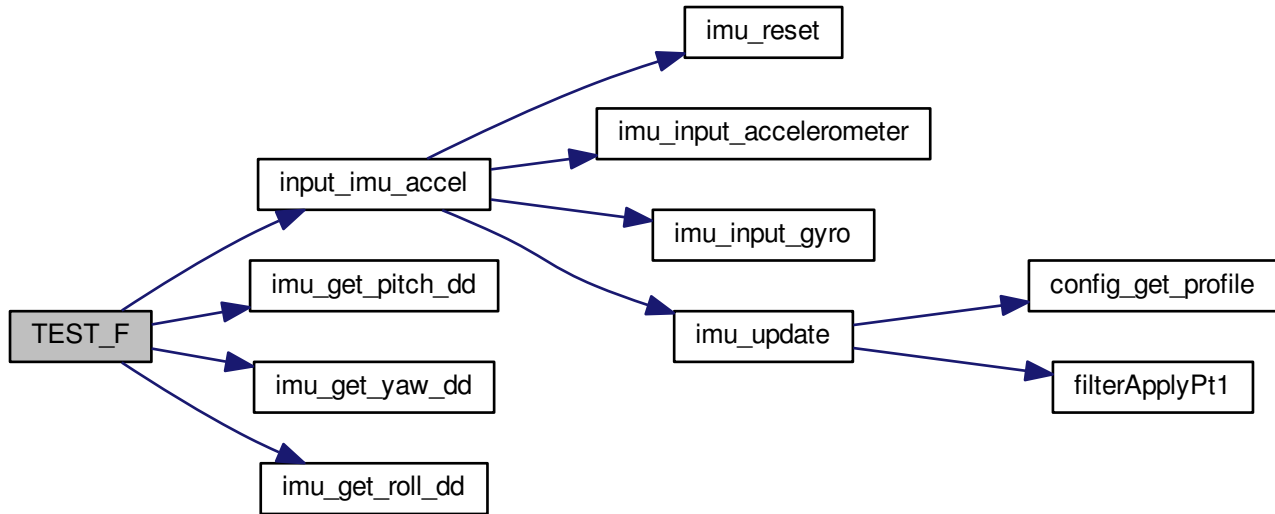 imu_reset
imu_input_accelerometer
input_imu_accel
imu_input_gyro
imu_get_pitch_dd
config_get_profile
TEST_F
imu_update
imu_get_yaw_dd
filterApplyPt1
imu_get_roll_dd